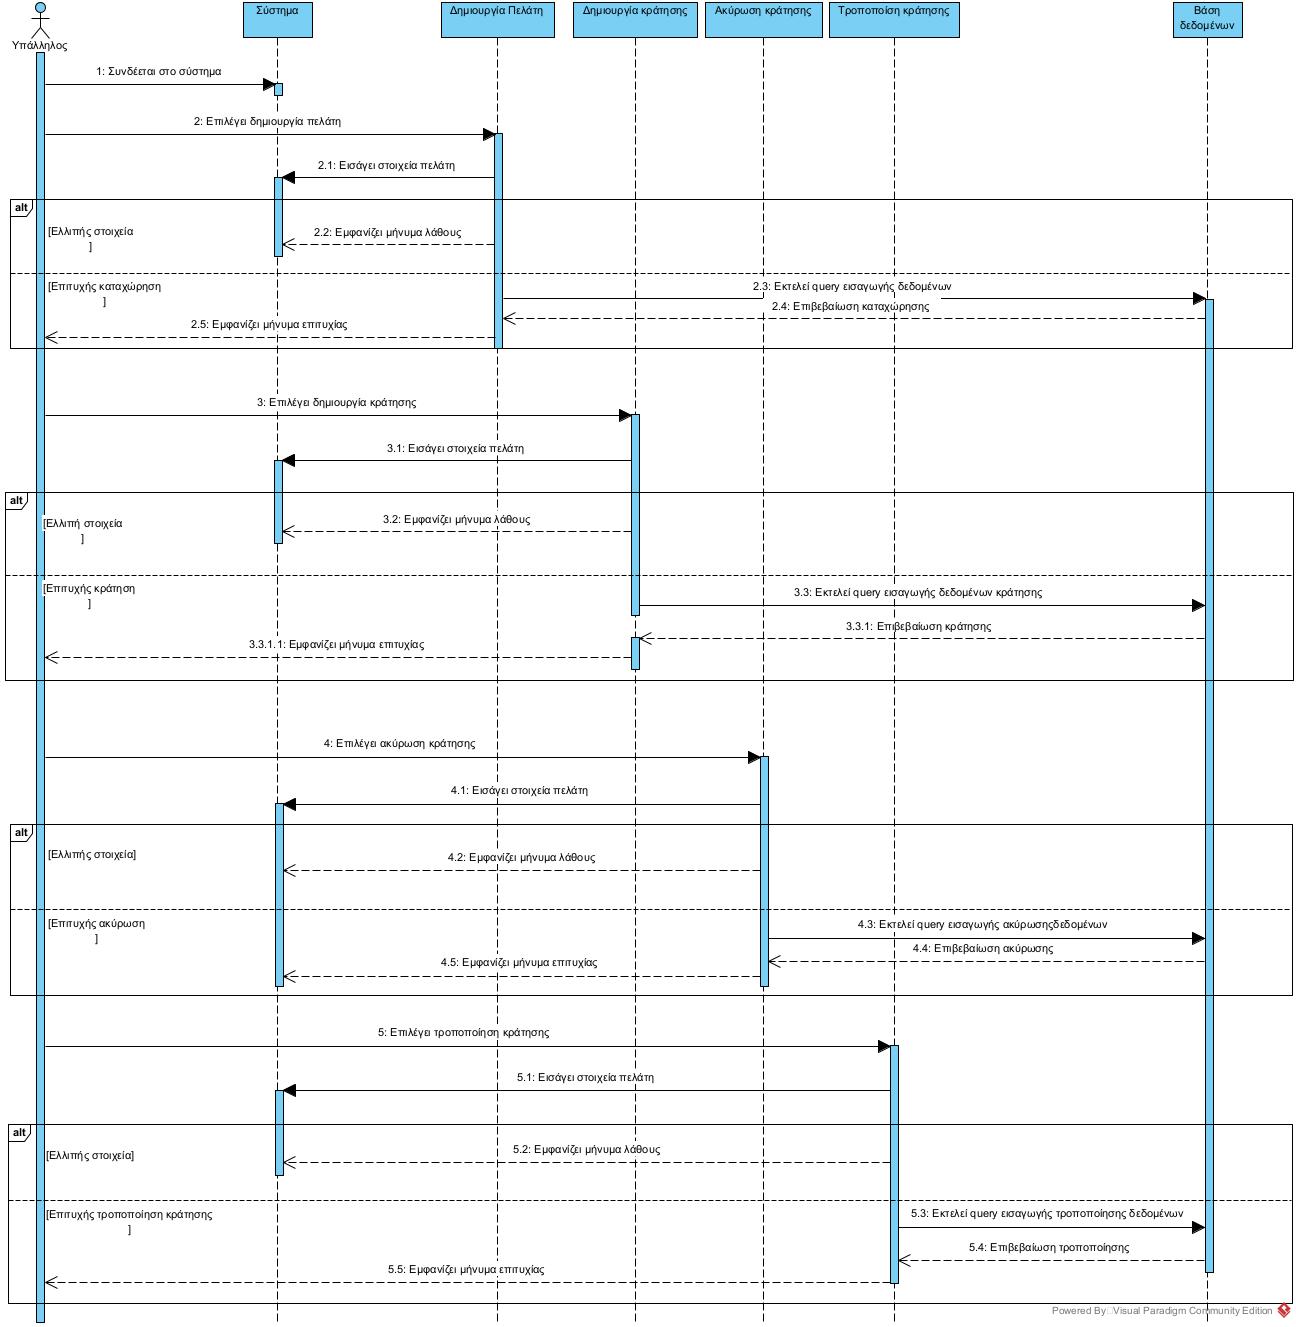 Υπάλληλος
Σύστημα
Δημιουργία Πελάτη
Δημιουργία κράτησης
Ακύρωση κράτησης
Τροποποίση κράτησης
Βάση
δεδομένων
1: Συνδέεται στο σύστημα
2: Επιλέγει δημιουργία πελάτη
2.1: Εισάγει στοιχεία πελάτη
alt
[Ελλιπής στοιχεία
]
2.2: Εμφανίζει μήνυμα λάθους
[Επιτυχής καταχώρηση
]
2.3: Εκτελεί query εισαγωγής δεδομένων
2.4: Επιβεβαίωση καταχώρησης
2.5: Εμφανίζει μήνυμα επιτυχίας
3: Επιλέγει δημιουργία κράτησης
3.1: Εισάγει στοιχεία πελάτη
alt
[Ελλιπή στοιχεία
]
3.2: Εμφανίζει μήνυμα λάθους
[Επιτυχής κράτηση
]
3.3: Εκτελεί query εισαγωγής δεδομένων κράτησης
3.3.1: Επιβεβαίωση κράτησης
3.3.1.1: Εμφανίζει μήνυμα επιτυχίας
4: Επιλέγει ακύρωση κράτησης
4.1: Εισάγει στοιχεία πελάτη
alt
[Ελλιπής στοιχεία]
4.2: Εμφανίζει μήνυμα λάθους
[Επιτυχής ακύρωση
]
4.3: Εκτελεί query εισαγωγής ακύρωσηςδεδομένων
4.4: Επιβεβαίωση ακύρωσης
4.5: Εμφανίζει μήνυμα επιτυχίας
5: Επιλέγει τροποποίηση κράτησης
5.1: Εισάγει στοιχεία πελάτη
alt
[Ελλιπής στοιχεία]
5.2: Εμφανίζει μήνυμα λάθους
[Επιτυχής τροποποίηση κράτησης
]
5.3: Εκτελεί query εισαγωγής τροποποίησης δεδομένων
5.4: Επιβεβαίωση τροποποίησης
5.5: Εμφανίζει μήνυμα επιτυχίας
Powered By Visual Paradigm Community Edition